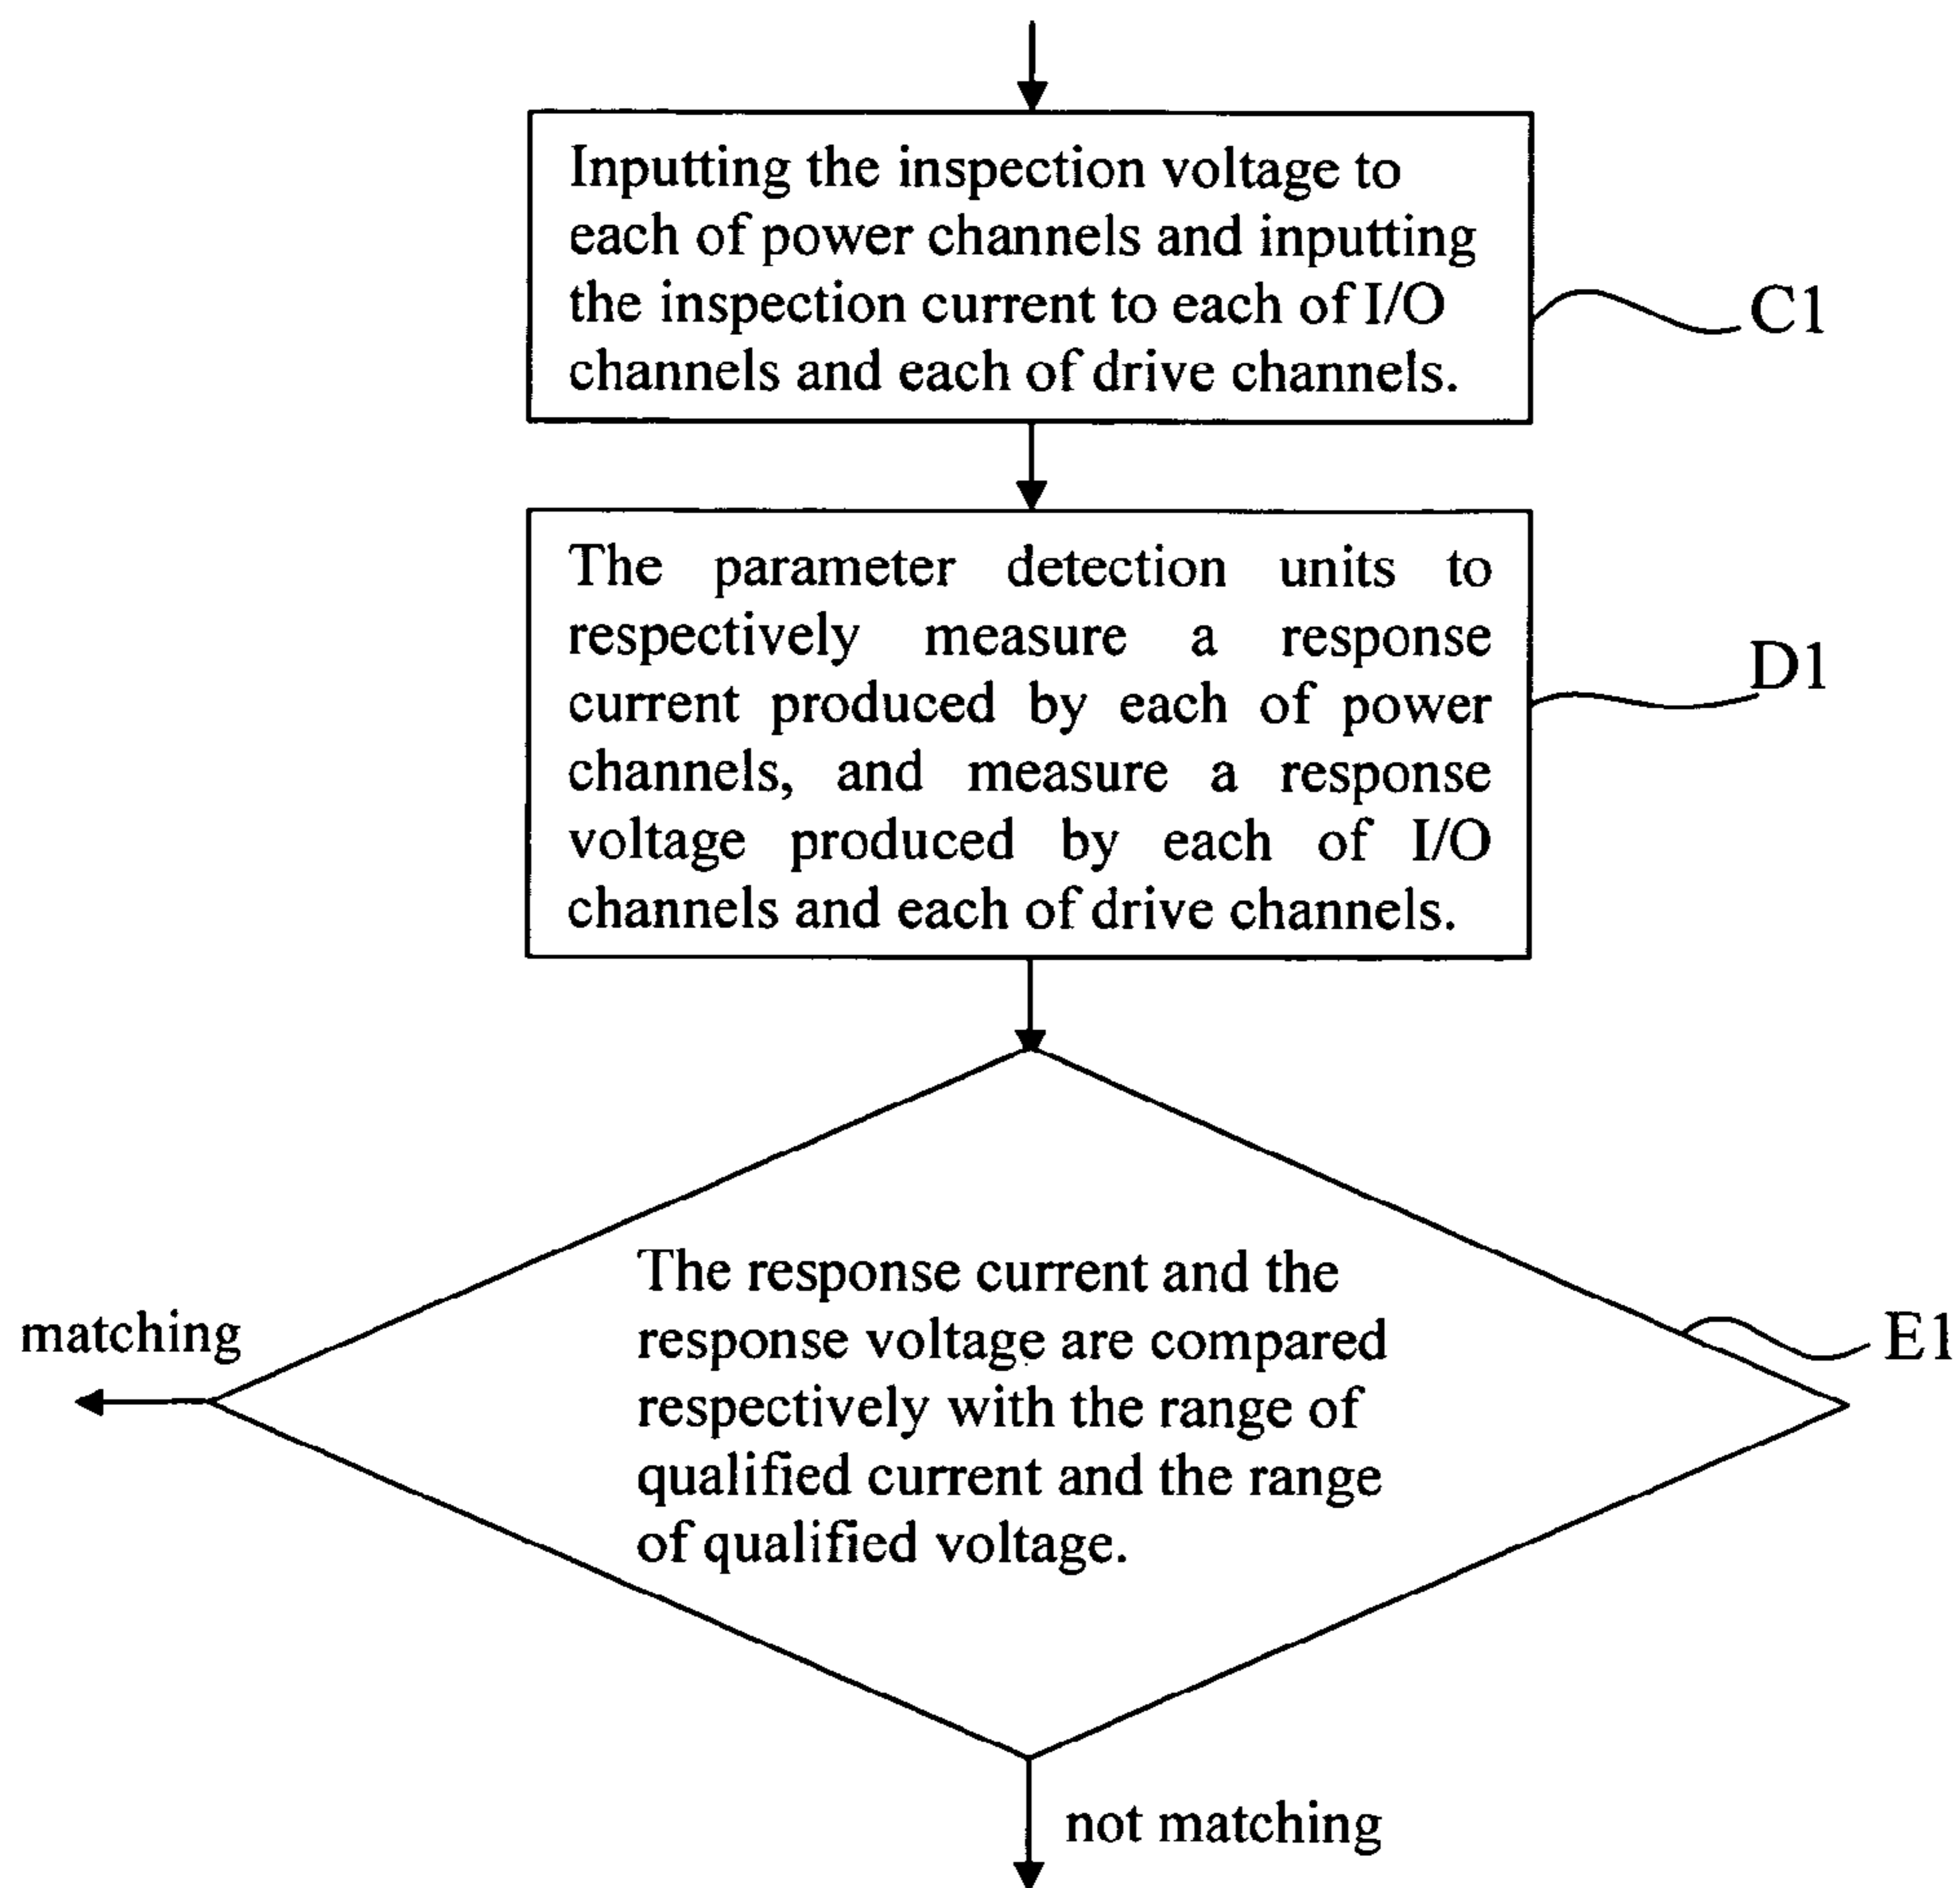 Inputting the inspection voltage to
each of power channels and inputting
the inspection current to each of I/O
channels and each of drive channels.
C1
The parameter detection units to
respectively measure a response
current produced by each of power
channels, and measure a response
voltage produced by each of I/O
channels and each of drive channels.
D1
The response current and the
response voltage are compared
respectively with the range of
qualified current and the range
of qualified voltage.
E1
matching
not matching